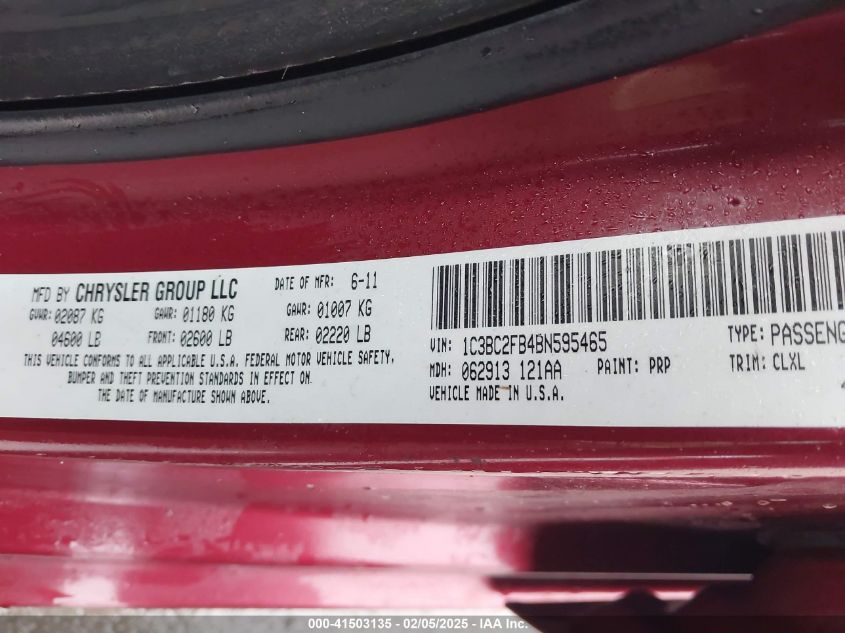 MFD BY CHRYSLER GROUP LLC DATE OF MFR: 6-11
GVWR: 02087 KG GAWR: 01180 KG GAWR: 01007 KG
04600 LB FRONT: 02600 LB REAR: 02220 LB
THIS VEHICLE CONFORMS TO ALL APPLICABLE U.S.A. FEDERAL MOTOR VEHICLE SAFETY,
BUMPER AND THEFT PREVENTION STANDARDS IN EFFECT ON
THE DATE OF MANUFACTURE SHOWN ABOVE.
VIN: 1C3BC2FB4BN595465 TYPE: PASSENG
MDH: 062913 121AA PAINT: PRP TRIM: CLXL
VEHICLE MADE IN U.S.A.
000-41503135 - 02/05/2025 - IAA Inc.